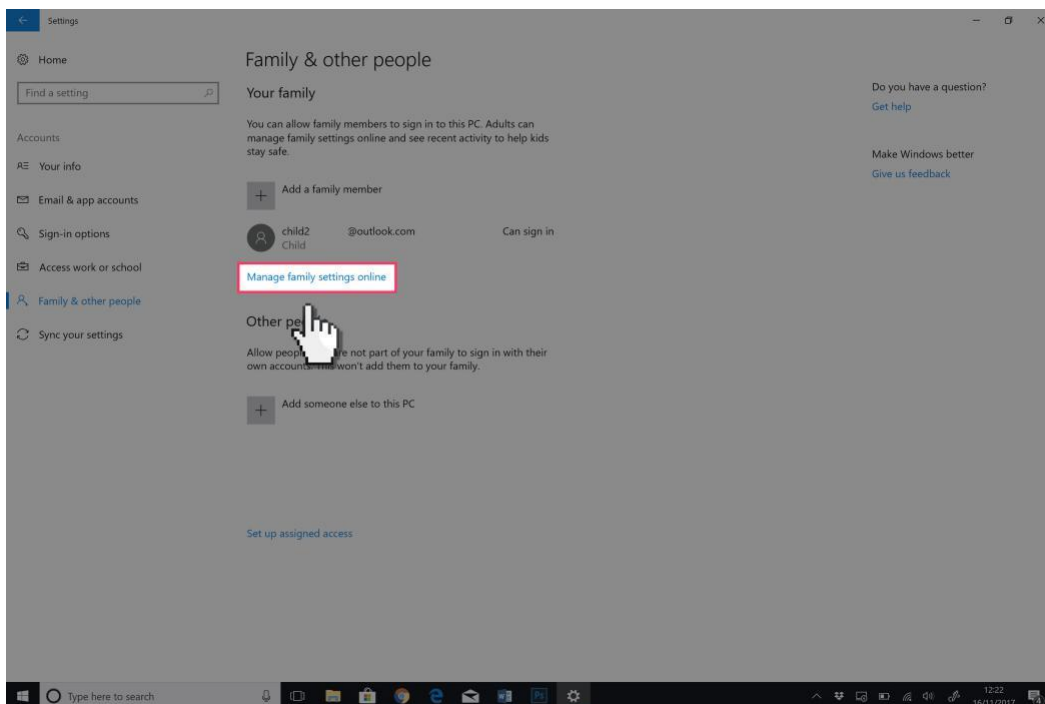 Settings
Home
Find a setting
Accounts
Your info
Email & app accounts
Sign-in options
Access work or school
Family & other people
Sync your settings
Family & other people
Your family
You can allow family members to sign in to this PC. Adults can
manage family settings online and see recent activity to help kids
stay safe.
Add a family member
child2 @outlook.com Can sign in
Child
Manage family settings online
Other
Allow not part of your family to sign in with their
own won't add them to your family.
Add someone else to this PC
Set up assigned access
Do you have a question?
Get help
Make Windows better
Give us feedback
Type here to search
Ps
12:22
16/11/2017
4